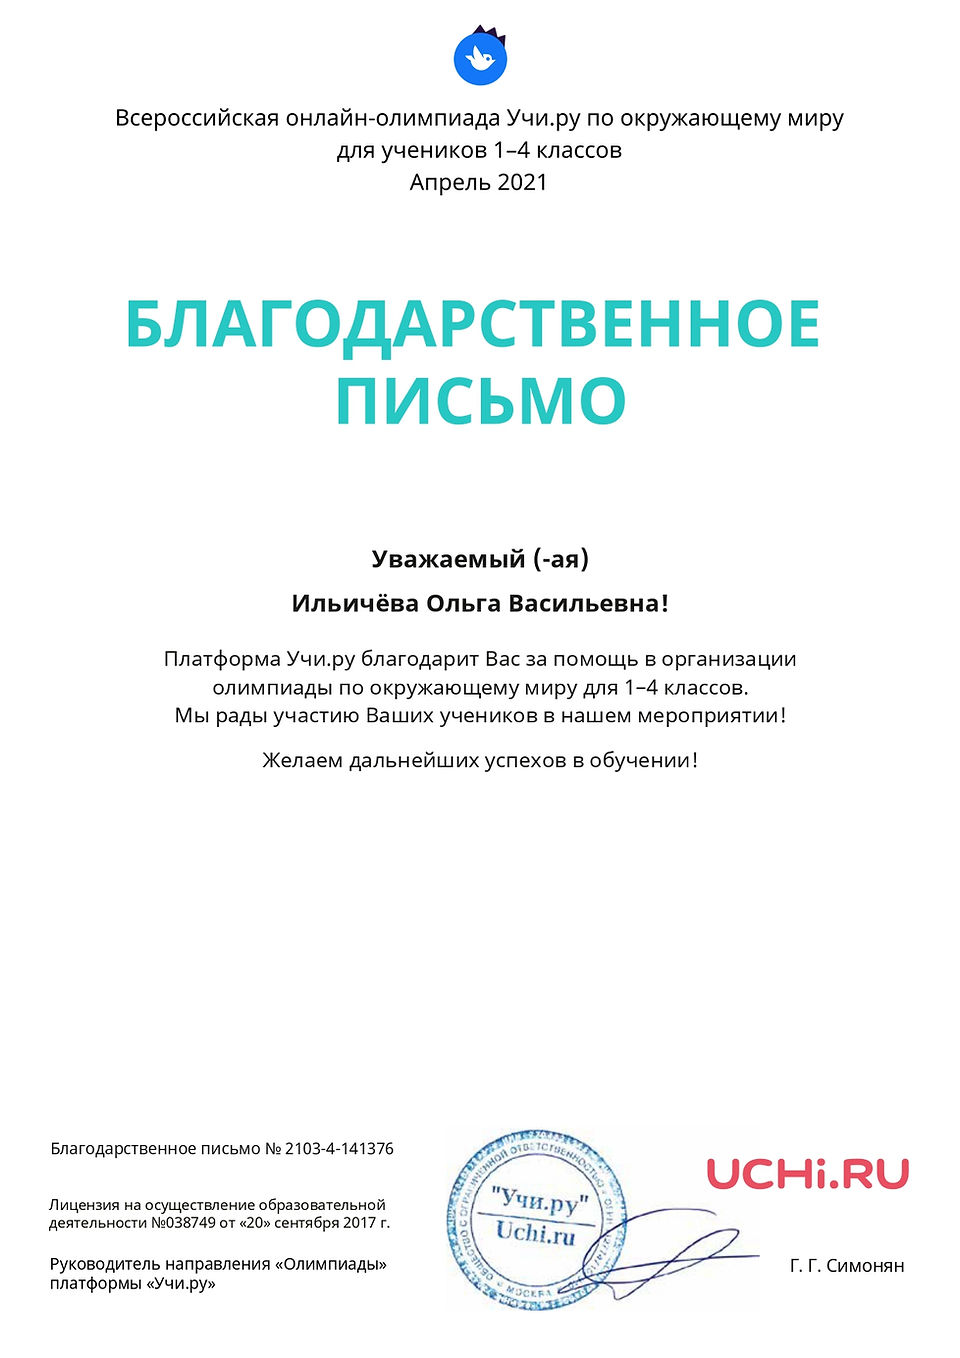 Всероссийская онлайн-олимпиада Учи.ру по окружающему миру
для учеников 1–4 классов
Апрель 2021
БЛАГОДАРСТВЕННОЕ
ПИСЬМО
Уважаемый (-ая)
Ильичёва Ольга Васильевна!
Платформа Учи.ру благодарит Вас за помощь в организации
олимпиады по окружающему миру для 1–4 классов.
Мы рады участию Ваших учеников в нашем мероприятии!
Желаем дальнейших успехов в обучении!
Благодарственное письмо № 2103-4-141376
Лицензия на осуществление образовательной
деятельности №038749 от «20» сентября 2017 г.
Руководитель направления «Олимпиады»
платформы «Учи.ру»
ОБЩЕСТВО С ОГРАНИЧЕННОЙ ОТВЕТСТВЕННОСТЬЮ
"Учи.ру"
Uchi.ru
МОСКВА
UCHi.RU
Г. Г. Симонян